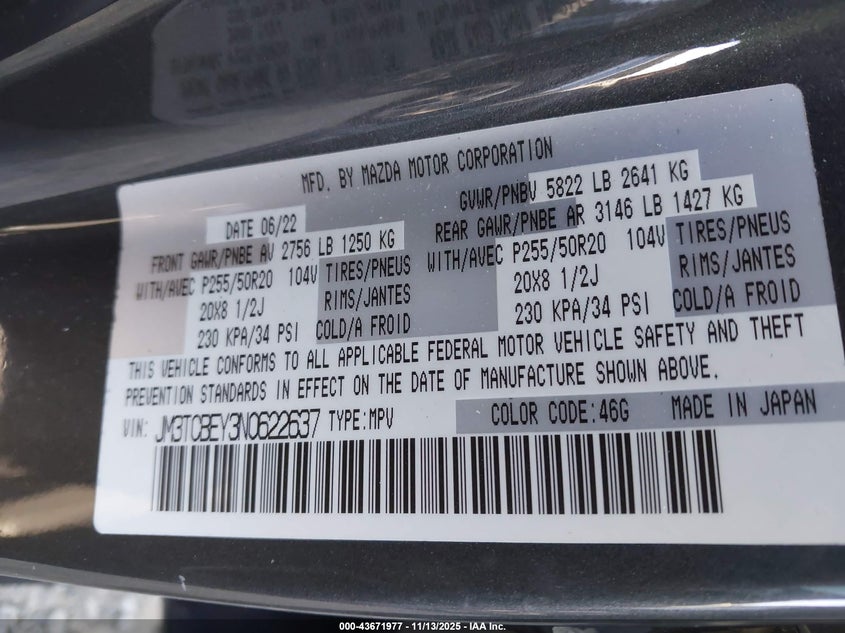 MFD. BY MAZDA MOTOR CORPORATION
DATE 06/22
GVWR/PNBV 5822 LB 2641 KG
FRONT GAWR/PNBE AV 2756 LB 1250 KG
REAR GAWR/PNBE AR 3146 LB 1427 KG
WITH/AVEC P255/50R20 104V TIRES/PNEUS
20X8 1/2J RIMS/JANTES
230 KPA/34 PSI COLD/A FROID
WITH/AVEC P255/50R20 104V TIRES/PNEUS
20X8 1/2J RIMS/JANTES
230 KPA/34 PSI COLD/A FROID
THIS VEHICLE CONFORMS TO ALL APPLICABLE FEDERAL MOTOR VEHICLE SAFETY AND THEFT
PREVENTION STANDARDS IN EFFECT ON THE DATE OF MANUFACTURE SHOWN ABOVE.
VIN: JM3TCBEY3N0622637 TYPE:MPV
COLOR CODE:46G MADE IN JAPAN
000-43671977 - 11/13/2025 - IAA Inc.